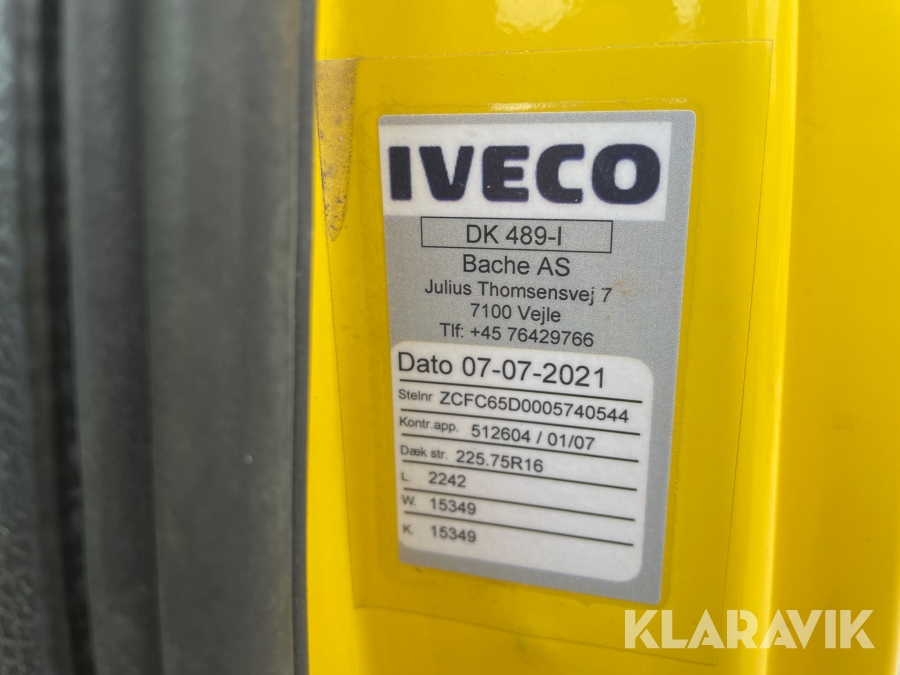 IVECO
DK 489-I
Bache AS
Julius Thomsensvej 7
7100 Vejle
Tlf: +45 76429766
Dato 07-07-2021
Stelnr ZCFC65D0005740544
Kontr.app. 512604 / 01/07
Dæk str. 225.75R16
L. 2242
W. 15349
K 15349
KLARAVIK